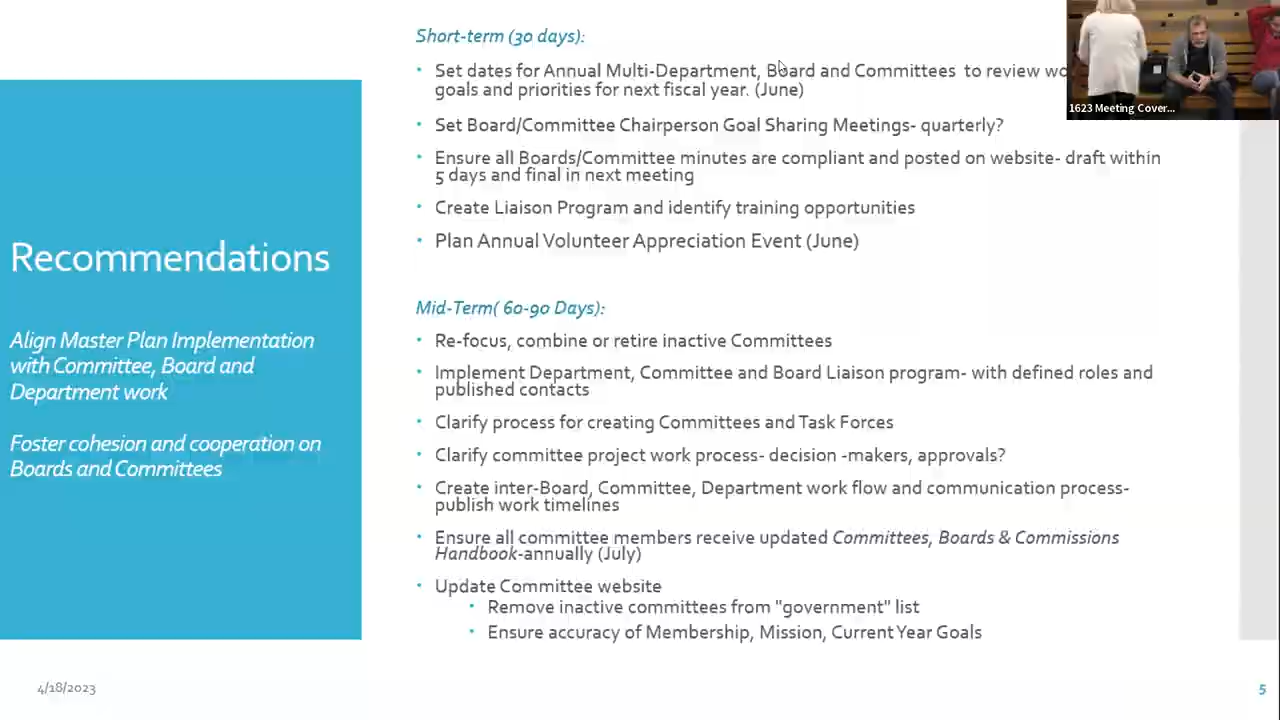 Short-term (30 days):
Set dates for Annual Multi-Department, Board and Committees to review
goals and priorities for next fiscal year. (June)
Set Board/Committee Chairperson Goal Sharing Meetings- quarterly?
Ensure all Boards/Committee minutes are compliant and posted on website- draft within
5 days and final in next meeting
Create Liaison Program and identify training opportunities
Plan Annual Volunteer Appreciation Event (June)
Mid-Term( 60-90 Days):
Re-focus, combine or retire inactive Committees
Implement Department, Committee and Board Liaison program- with defined roles and
published contacts
Clarify process for creating Committees and Task Forces
Clarify committee project work process- decision -makers, approvals?
Create inter-Board, Committee, Department work flow and communication process-
publish work timelines
Ensure all committee members receive updated Committees, Boards & Commissions
Handbook-annually (July)
Update Committee website
Remove inactive committees from "government" list
Ensure accuracy of Membership, Mission, Current Year Goals
Recommendations
Align Master Plan Implementation
with Committee, Board and
Department work
Foster cohesion and cooperation on
Boards and Committees
1623 Meeting Cover...
4/18/2023
5